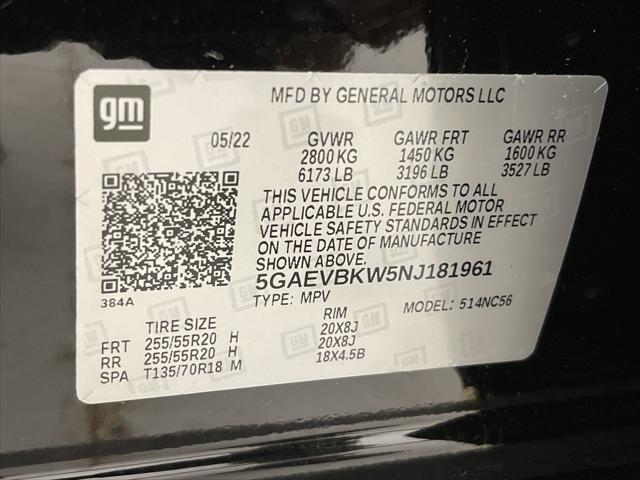 gm
MFD BY GENERAL MOTORS LLC
05/22 GVWR GAWR FRT GAWR RR
2800 KG 1450 KG 1600 KG
6173 LB 3196 LB 3527 LB
THIS VEHICLE CONFORMS TO ALL
APPLICABLE U.S. FEDERAL MOTOR
VEHICLE SAFETY STANDARDS IN EFFECT
ON THE DATE OF MANUFACTURE
5GAEVBKW5NJ181961
384A TYPE: MPV MODEL: 514NC56
TIRE SIZE RIM
FRT 255/55R20 H 20X8J
RR 255/55R20 H 20X8J
SPA T135/70R18 M 18X4.5B